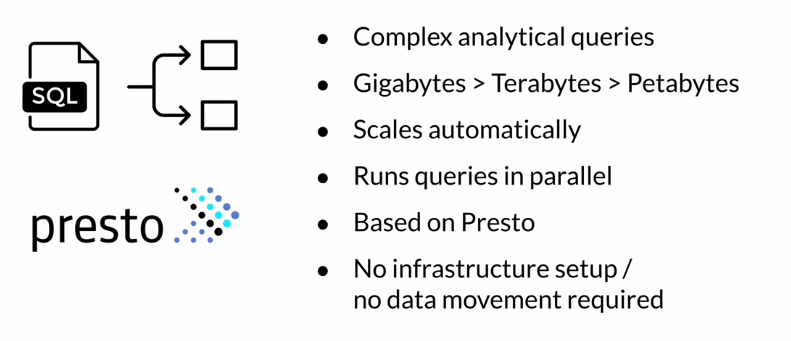 SQL
presto
Complex analytical queries
Gigabytes > Terabytes > Petabytes
Scales automatically
Runs queries in parallel
Based on Presto
No infrastructure setup /
no data movement required